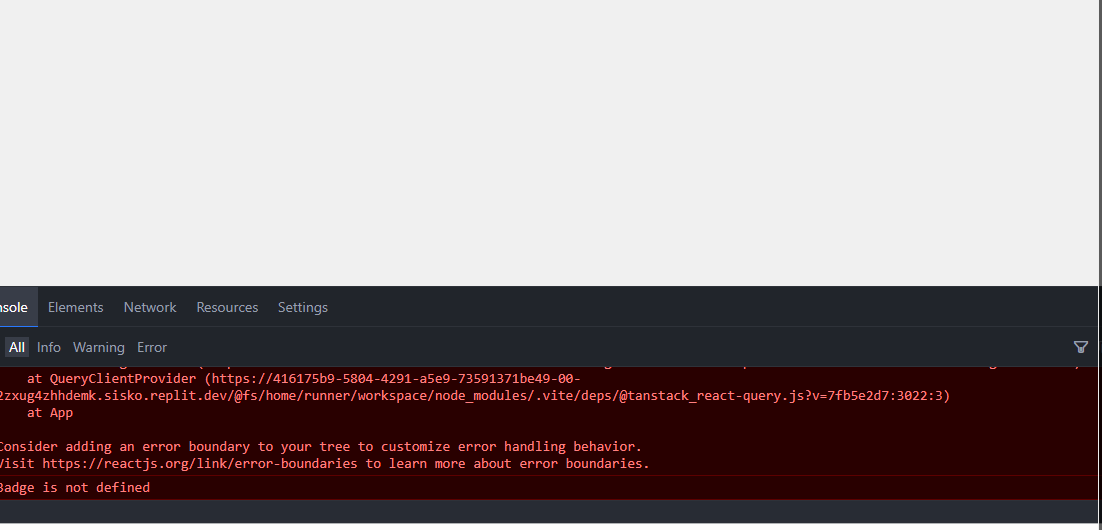 nsole Elements Network Resources Settings
All Info Warning Error
at QueryClientProvider (https://416175b9-5804-4291-a5e9-73591371be49-00-
2zxug4zhhdemk.sisko.replit.dev/@fs/home/runner/workspace/node_modules/.vite/deps/@tanstack_react-query.js?v=7fb5e2d7:3022:3)
at App
Consider adding an error boundary to your tree to customize error handling behavior.
Visit https://reactjs.org/link/error-boundaries to learn more about error boundaries.
Badge is not defined